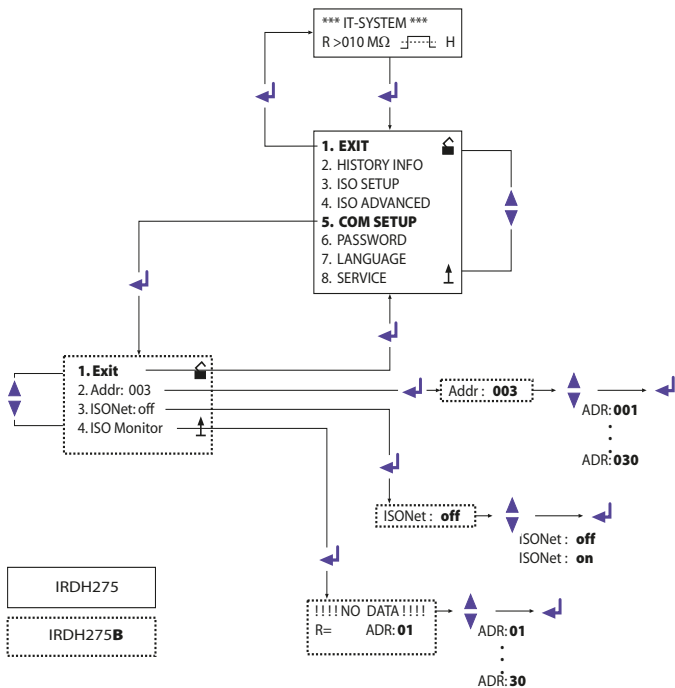 *** IT-SYSTEM ***
R >010 MΩ H
1. EXIT
2. HISTORY INFO
3. ISO SETUP
4. ISO ADVANCED
5. COM SETUP
6. PASSWORD
7. LANGUAGE
8. SERVICE
1. Exit
2. Addr: 003
3. ISONet: off
4. ISO Monitor
Addr : 003
ADR: 001
.
.
.
ADR: 030
ISONet : off
ISONet : off
ISONet : on
!!!!NO DATA!!!!
R= ADR: 01
ADR: 01
.
.
.
ADR: 30
IRDH275
IRDH275B